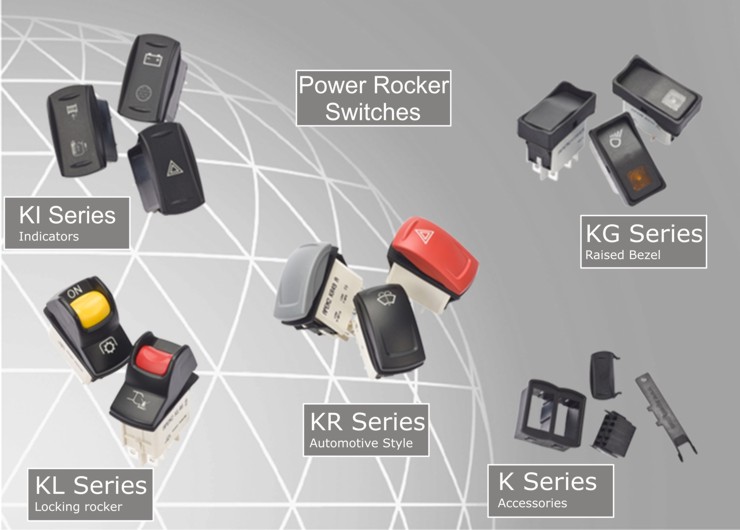 Power Rocker
Switches
KI Series
Indicators
KG Series
Raised Bezel
ON
KR Series
Automotive Style
KL Series
Locking rocker
K Series
Accessories